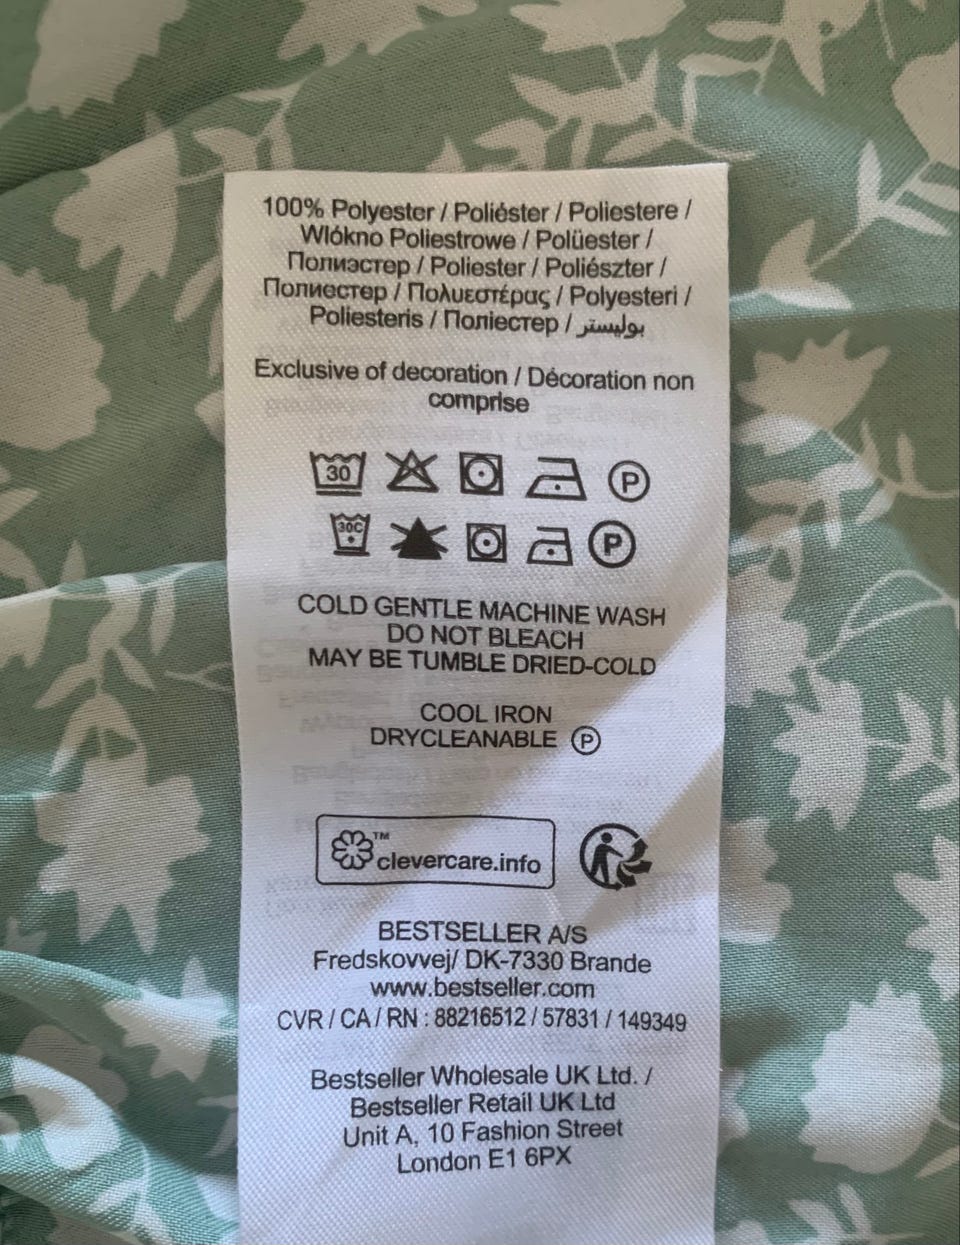 100% Polyester / Poliéster / Poliestere /
Wlókno Poliestrowe / Polüester /
Полиэстер / Poliester / Poliészter /
Полиестер / Πολυεστέρας / Polyesteri /
Poliesteris / Поліестер / بوليستر
Exclusive of decoration / Décoration non
comprise
30 P
30C P
COLD GENTLE MACHINE WASH
DO NOT BLEACH
MAY BE TUMBLE DRIED-COLD
COOL IRON
DRYCLEANABLE P
TM clevercare.info
BESTSELLER A/S
Fredskovvej/ DK-7330 Brande
www.bestseller.com
CVR / CA / RN : 88216512 / 57831 / 149349
Bestseller Wholesale UK Ltd. /
Bestseller Retail UK Ltd
Unit A, 10 Fashion Street
London E1 6PX